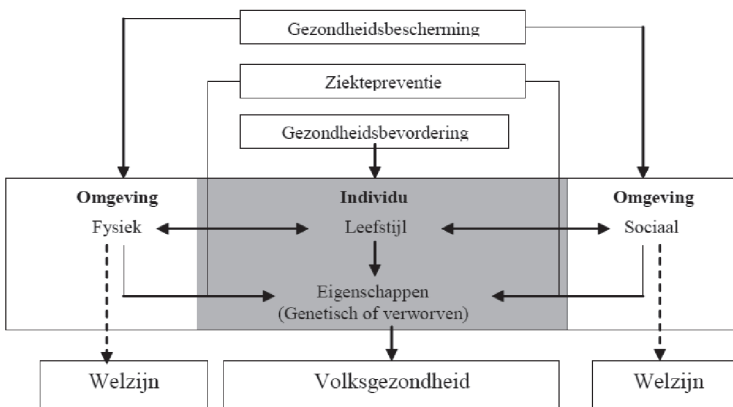 Gezondheidsbescherming
Ziektepreventie
Gezondheidsbevordering
Omgeving Individu Omgeving
Fysiek Leefstijl Sociaal
Eigenschappen
(Genetisch of verworven)
Welzijn Volksgezondheid Welzijn